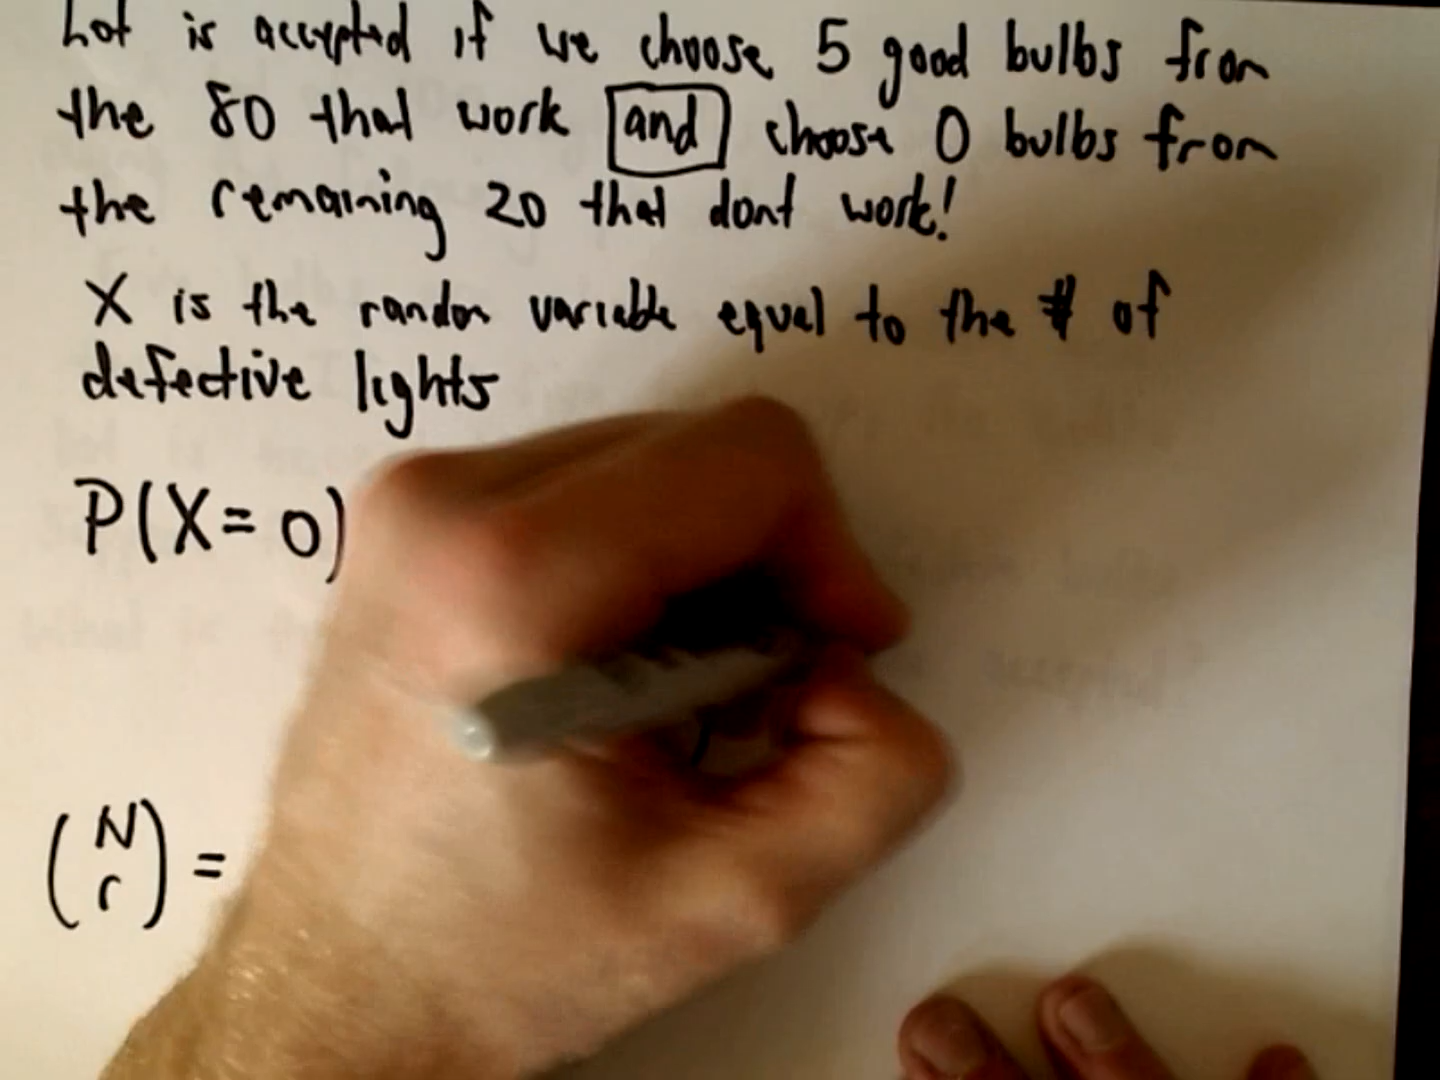 Lot is accepted if we choose 5 good bulbs from
the 80 that work and choose 0 bulbs from
the remaining 20 that dont work!
X is the random variable equal to the # of
defective lights
P(X=0)
(N r) =